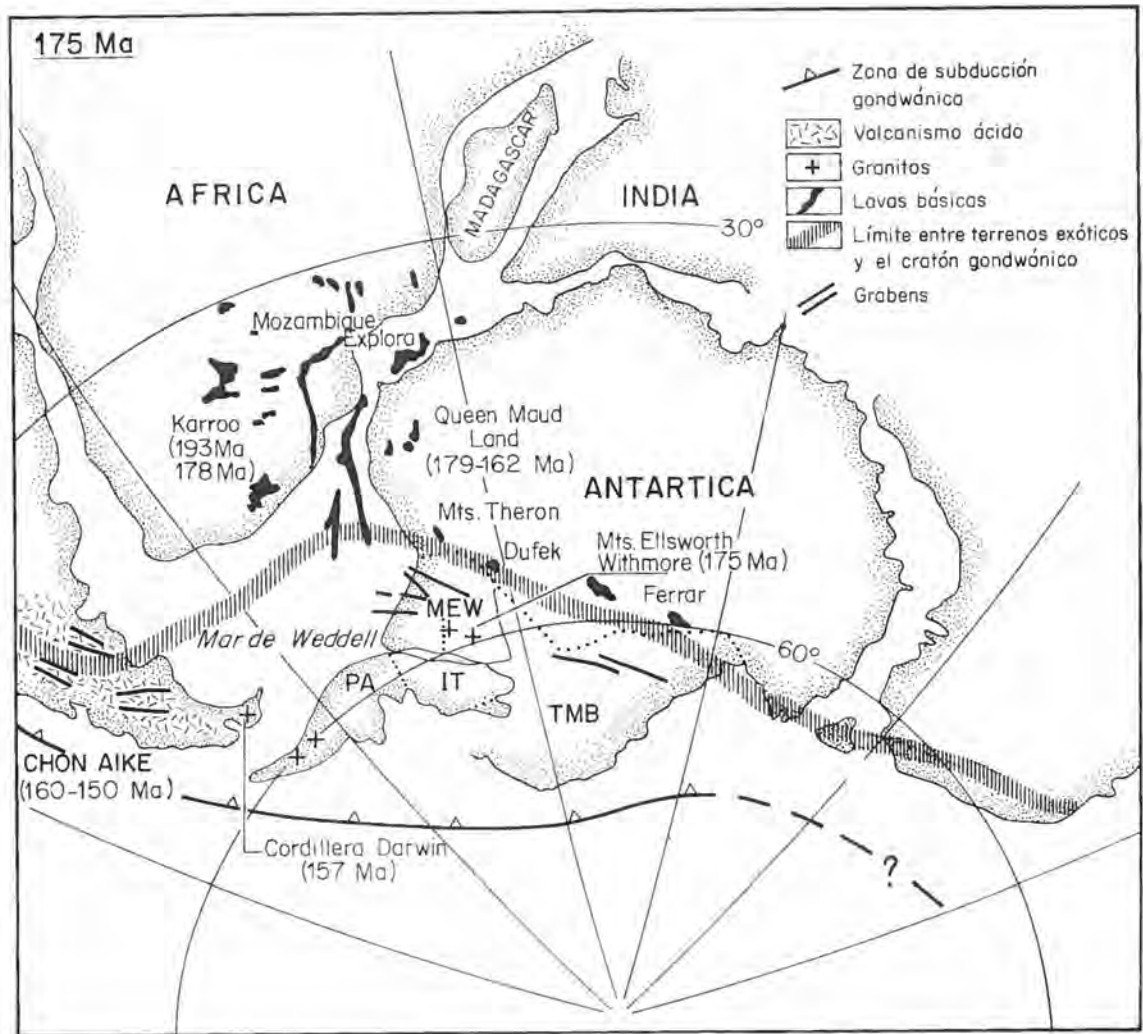 175 Ma
Zona de subducción
gondwánica
Volcanismo ácido
Granitos
Lavas básicas
Límite entre terrenos exóticos
y el cratón gondwánico
Grabens
AFRICA
MADAGASCAR
INDIA
30°
Mozambique
Explora
Karroo
(193 Ma
178 Ma)
Queen Maud
Land
(179-162 Ma)
ANTARTICA
Mts. Theron
Dufek
Mts. Ellsworth
Withmore (175 Ma)
Ferrar
MEW
Mar de Weddell
60°
PA
IT
TMB
CHON AIKE
(160-150 Ma)
Cordillera Darwin
(157 Ma)
?